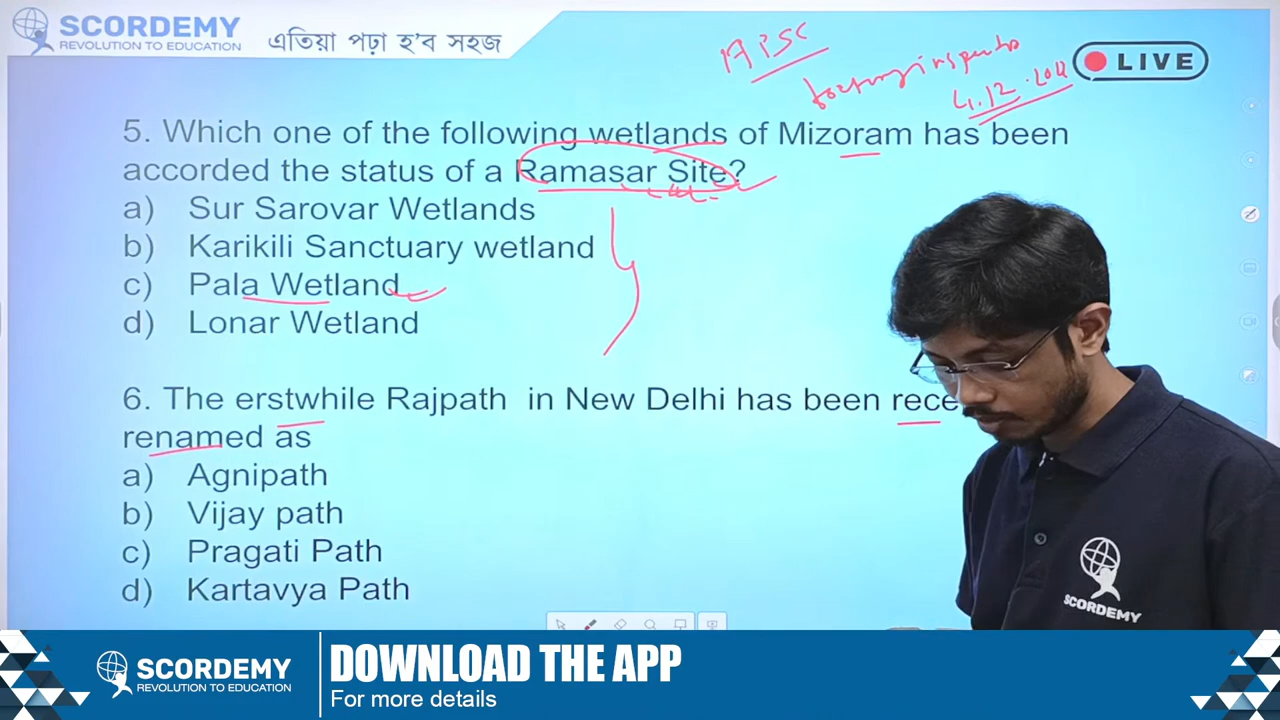 SCORDEMY
REVOLUTION TO EDUCATION
এতিয়া পঢ়া হ'ব সহজ
LIVE
5. Which one of the following wetlands of Mizoram has been
accorded the status of a Ramasar Site?
a) Sur Sarovar Wetlands
b) Karikili Sanctuary wetland
c) Pala Wetland
d) Lonar Wetland
6. The erstwhile Rajpath in New Delhi has been rece
renamed as
a) Agnipath
b) Vijay path
c) Pragati Path
d) Kartavya Path
SCORDEMY
SCORDEMY
REVOLUTION TO EDUCATION
DOWNLOAD THE APP
For more details